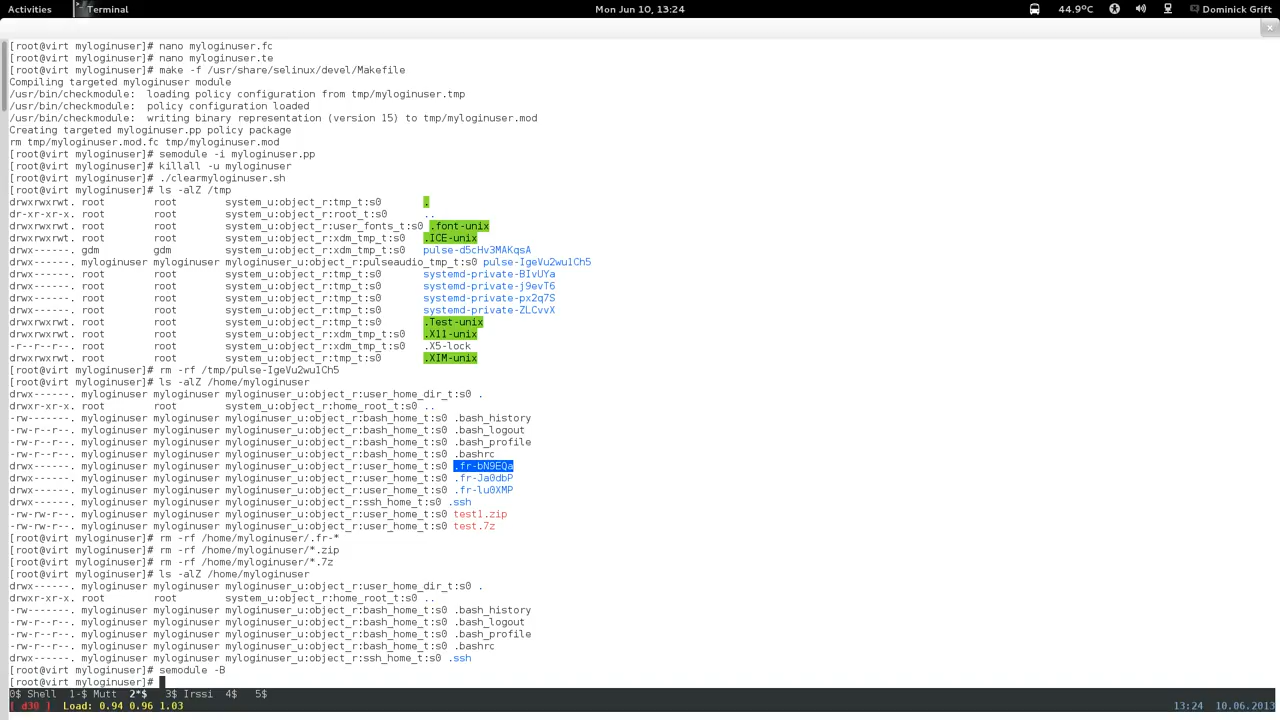 Activities Terminal Mon Jun 10, 13:24 44.9°C Dominick Grift
[root@virt myloginuser]# nano myloginuser.fc
[root@virt myloginuser]# nano myloginuser.te
[root@virt myloginuser]# make -f /usr/share/selinux/devel/Makefile
Compiling targeted myloginuser module
/usr/bin/checkmodule:  loading policy configuration from tmp/myloginuser.tmp
/usr/bin/checkmodule:  policy configuration loaded
/usr/bin/checkmodule:  writing binary representation (version 15) to tmp/myloginuser.mod
Creating targeted myloginuser.pp policy package
rm tmp/myloginuser.mod.fc tmp/myloginuser.mod
[root@virt myloginuser]# semodule -i myloginuser.pp
[root@virt myloginuser]# killall -u myloginuser
[root@virt myloginuser]# ./clearmyloginuser.sh
[root@virt myloginuser]# ls -alZ /tmp
drwxrwxrwt. root        root        system_u:object_r:tmp_t:s0       .
dr-xr-xr-x. root        root        system_u:object_r:root_t:s0      ..
drwxrwxrwt. root        root        system_u:object_r:user_fonts_t:s0 .font-unix
drwxrwxrwt. root        root        system_u:object_r:xdm_tmp_t:s0   .ICE-unix
drwx------. gdm         gdm         system_u:object_r:xdm_tmp_t:s0   pulse-d5cHv3MAKqsA
drwx------. myloginuser myloginuser myloginuser_u:object_r:pulseaudio_tmp_t:s0 pulse-IgeVu2wu1Ch5
drwx------. root        root        system_u:object_r:tmp_t:s0       systemd-private-BIvUYa
drwx------. root        root        system_u:object_r:tmp_t:s0       systemd-private-j9evT6
drwx------. root        root        system_u:object_r:tmp_t:s0       systemd-private-px2q7S
drwx------. root        root        system_u:object_r:tmp_t:s0       systemd-private-ZLCvvX
drwxrwxrwt. root        root        system_u:object_r:tmp_t:s0       .Test-unix
drwxrwxrwt. root        root        system_u:object_r:xdm_tmp_t:s0   .X11-unix
-r--r--r--. root        root        system_u:object_r:xdm_tmp_t:s0   .X5-lock
drwxrwxrwt. root        root        system_u:object_r:tmp_t:s0       .XIM-unix
[root@virt myloginuser]# rm -rf /tmp/pulse-IgeVu2wu1Ch5
[root@virt myloginuser]# ls -alZ /home/myloginuser
drwx------. myloginuser myloginuser myloginuser_u:object_r:user_home_dir_t:s0 .
drwxr-xr-x. root        root        system_u:object_r:home_root_t:s0 ..
-rw-------. myloginuser myloginuser myloginuser_u:object_r:bash_home_t:s0 .bash_history
-rw-r--r--. myloginuser myloginuser myloginuser_u:object_r:bash_home_t:s0 .bash_logout
-rw-r--r--. myloginuser myloginuser myloginuser_u:object_r:bash_home_t:s0 .bash_profile
-rw-r--r--. myloginuser myloginuser myloginuser_u:object_r:bash_home_t:s0 .bashrc
drwx------. myloginuser myloginuser myloginuser_u:object_r:user_home_t:s0 .fr-bN9EQa
drwx------. myloginuser myloginuser myloginuser_u:object_r:user_home_t:s0 .fr-Ja0dbP
drwx------. myloginuser myloginuser myloginuser_u:object_r:user_home_t:s0 .fr-lu0XMP
drwx------. myloginuser myloginuser myloginuser_u:object_r:ssh_home_t:s0 .ssh
-rw-rw-r--. myloginuser myloginuser myloginuser_u:object_r:user_home_t:s0 test1.zip
-rw-rw-r--. myloginuser myloginuser myloginuser_u:object_r:user_home_t:s0 test.7z
[root@virt myloginuser]# rm -rf /home/myloginuser/.fr-*
[root@virt myloginuser]# rm -rf /home/myloginuser/*.zip
[root@virt myloginuser]# rm -rf /home/myloginuser/*.7z
[root@virt myloginuser]# ls -alZ /home/myloginuser
drwx------. myloginuser myloginuser myloginuser_u:object_r:user_home_dir_t:s0 .
drwxr-xr-x. root        root        system_u:object_r:home_root_t:s0 ..
-rw-------. myloginuser myloginuser myloginuser_u:object_r:bash_home_t:s0 .bash_history
-rw-r--r--. myloginuser myloginuser myloginuser_u:object_r:bash_home_t:s0 .bash_logout
-rw-r--r--. myloginuser myloginuser myloginuser_u:object_r:bash_home_t:s0 .bash_profile
-rw-r--r--. myloginuser myloginuser myloginuser_u:object_r:bash_home_t:s0 .bashrc
drwx------. myloginuser myloginuser myloginuser_u:object_r:ssh_home_t:s0 .ssh
[root@virt myloginuser]# semodule -B
[root@virt myloginuser]#
0$ Shell  1-$ Mutt  2*$   3$ Irssi  4$   5$
[ d30 ]  Load: 0.94 0.96 1.03 13:24  10.06.2013